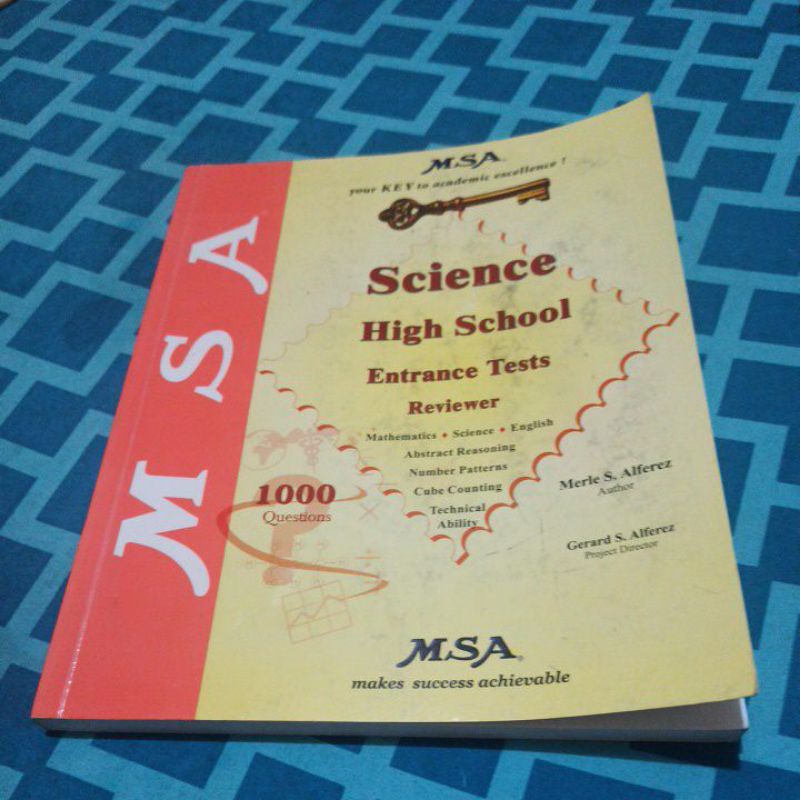 M S A
MSA
your KEY to academic excellence !
Science
High School
Entrance Tests
Reviewer
Mathematics • Science • English
Abstract Reasoning
Number Patterns
Cube Counting
Technical
Ability
1000
Questions
Merle S. Alferez
Author
Gerard S. Alferez
Project Director
MSA®
makes success achievable